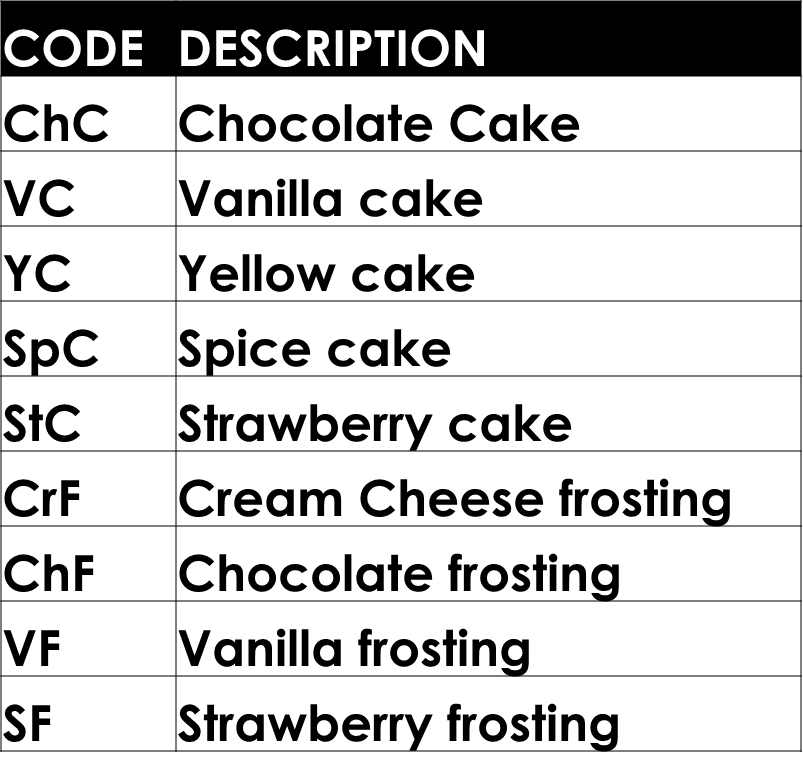 CODE DESCRIPTION
ChC Chocolate Cake
VC Vanilla cake
YC Yellow cake
SpC Spice cake
StC Strawberry cake
CrF Cream Cheese frosting
ChF Chocolate frosting
VF Vanilla frosting
SF Strawberry frosting